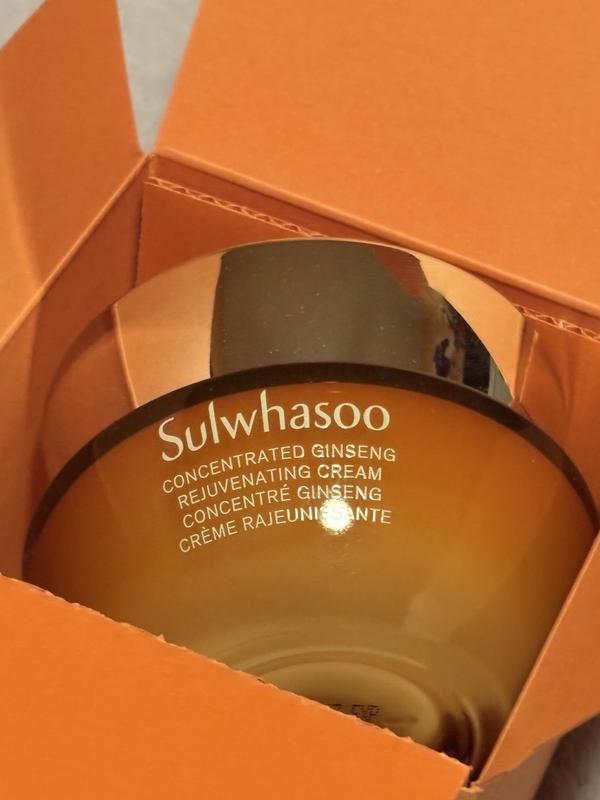 Sulwhasoo
CONCENTRATED GINSENG
REJUVENATING CREAM
CONCENTRÉ GINSENG
CRÈME RAJEUNISSANTE